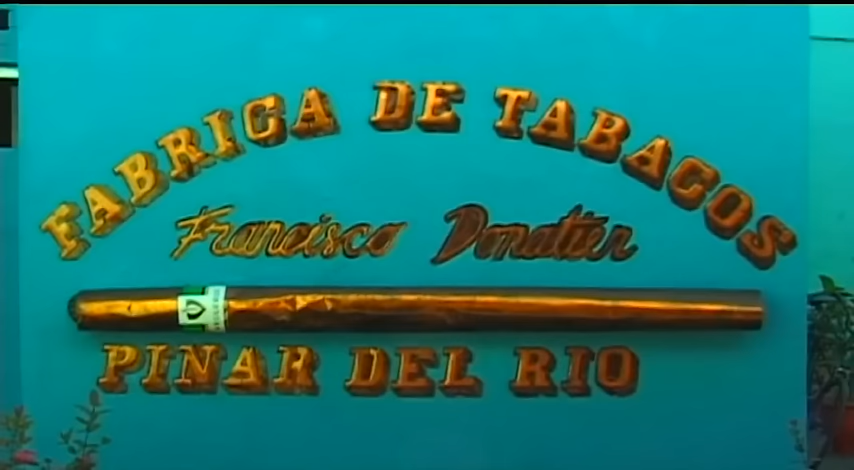 FABRICA DE TABACOS
Francisco Donatien
PINAR DEL RIO